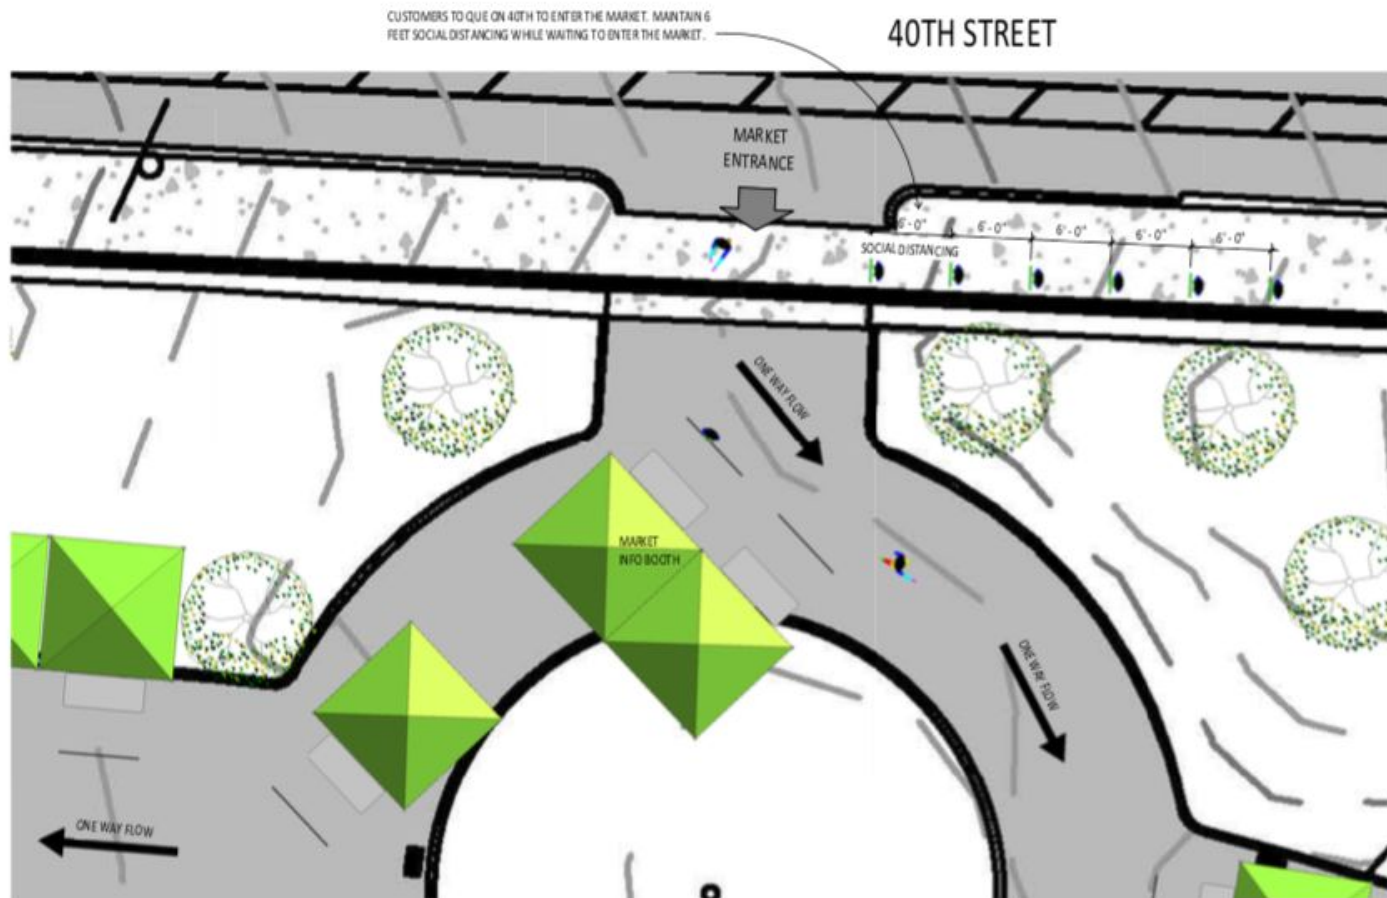 CUSTOMERS TO QUE ON 40TH TO ENTER THE MARKET. MAINTAIN 6
FEET SOCIAL DISTANCING WHILE WAITING TO ENTER THE MARKET.
40TH STREET
MARKET
ENTRANCE
6'-0"
6'-0"
6'-0"
6'-0"
6'-0"
SOCIAL DISTANCING
ONE WAY FLOW
MARKET
INFO BOOTH
ONE WAY FLOW
ONE WAY FLOW